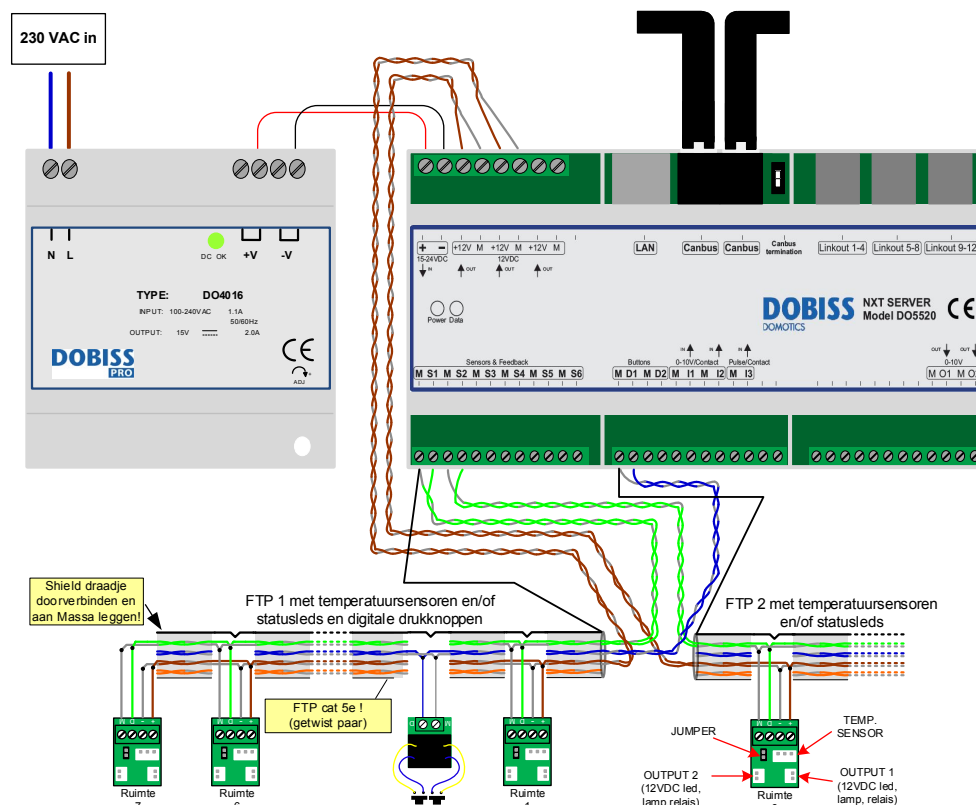 230 VAC in
N L
DC OK
+V
-V
TYPE: DO4016
INPUT: 100-240VAC 1.1A
50/60Hz
OUTPUT: 15V 2.0A
DOBISS
PRO
CE
ADJ
+
+ − +12V M +12V M +12V M
15-24VDC
12VDC
IN
OUT
OUT
OUT
LAN
Canbus
Canbus
Canbus
termination
Linkout 1-4
Linkout 5-8
Linkout 9-12
Power Data
DOBISS
DOMOTICS
NXT SERVER
Model DO5520
CE
Sensors & Feedback
M S1 M S2 M S3 M S4 M S5 M S6
Buttons
M D1 M D2
IN
IN
0-10V/Contact
M I1 M I2
IN
Pulse/Contact
M I3
OUT
OUT
0-10V
M O1 M
Shield draadje
doorverbinden en
aan Massa leggen!
FTP 1 met temperatuursensoren en/of
statusleds en digitale drukknoppen
FTP 2 met temperatuursensoren
en/of statusleds
FTP cat 5e !
(getwist paar)
M D - +
M D - +
D M
M D - +
M D - +
JUMPER
TEMP.
SENSOR
OUTPUT 2
(12VDC led,
lamp, relais)
OUTPUT 1
(12VDC led,
lamp, relais)
Ruimte
Ruimte
Ruimte
Ruimte